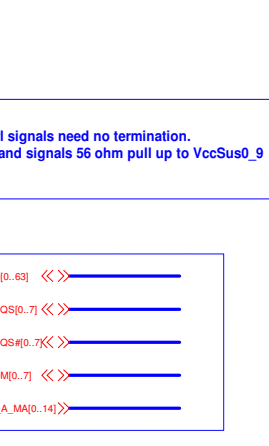 I signals need no termination.
and signals 56 ohm pull up to VccSus0_9
[0..63]
QS[0..7]
QS#[0..7]
M[0..7]
_A_MA[0..14]